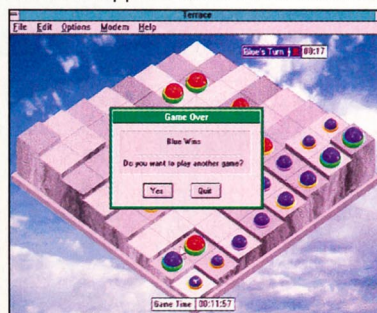 Terrace
File Edit Options Modem Help
Blue's Turn 00:17
Game Over
Blue Wins
Do you want to play another game?
Yes Quit
Game Time 00:11:57